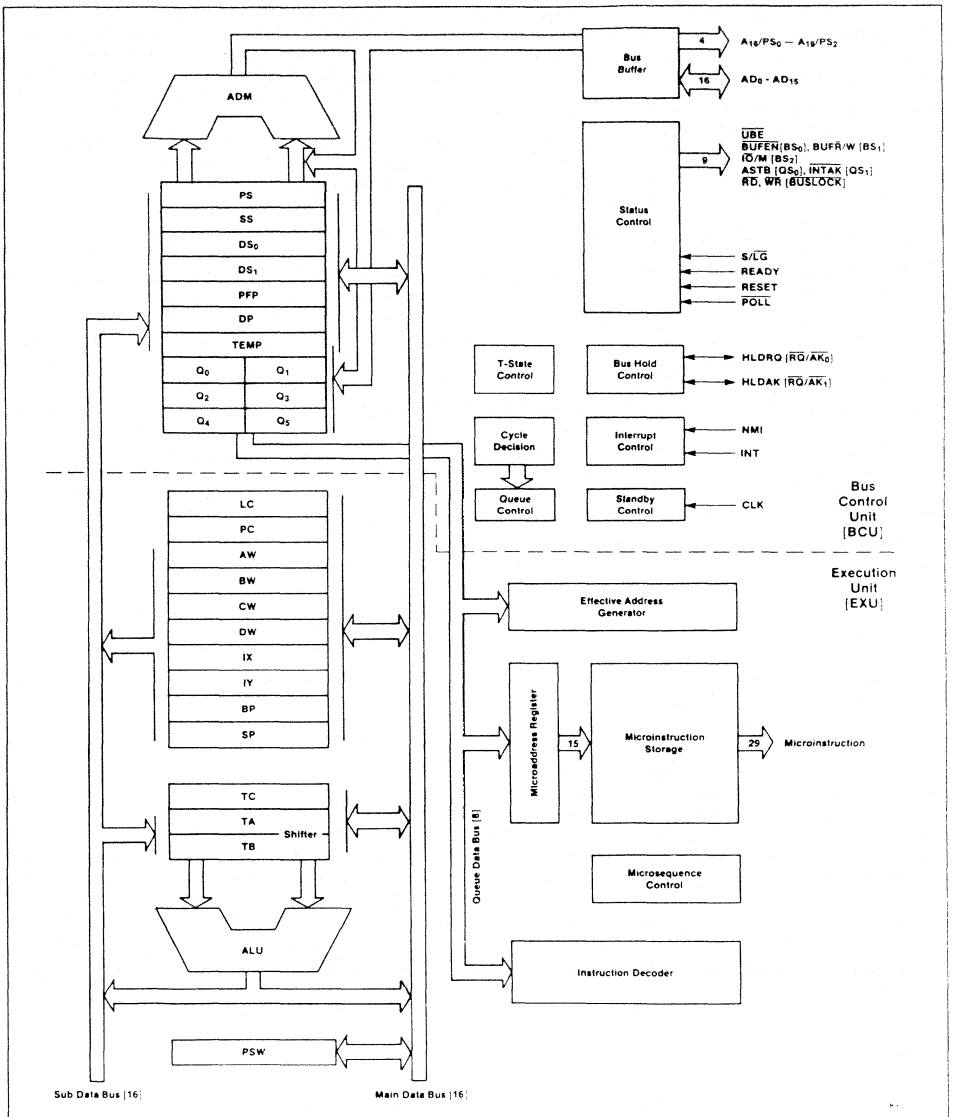 ADM
PS
SS
DS0
DS1
PFP
DP
TEMP
Q0 Q1
Q2 Q3
Q4 Q5
Bus
Buffer
4
A16/PS0 – A19/PS2
16
AD0 - AD15
Status
Control
9
UBE
BUFEN[BS0], BUFR/W [BS1]
IO/M [BS2]
ASTB [QS0], INTAK [QS1]
RD, WR [BUSLOCK]
S/LG
READY
RESET
POLL
T-State
Control
Bus Hold
Control
HLDRQ [RQ/AK0]
HLDAK [RQ/AK1]
Cycle
Decision
Interrupt
Control
NMI
INT
Queue
Control
Standby
Control
CLK
Bus
Control
Unit
[BCU]
Execution
Unit
[EXU]
LC
PC
AW
BW
CW
DW
IX
IY
BP
SP
TC
TA
Shifter
TB
ALU
PSW
Sub Data Bus [16]
Main Data Bus [16]
Effective Address
Generator
Microaddress Register
15
Microinstruction
Storage
29
Microinstruction
Queue Data Bus [8]
Microsequence
Control
Instruction Decoder